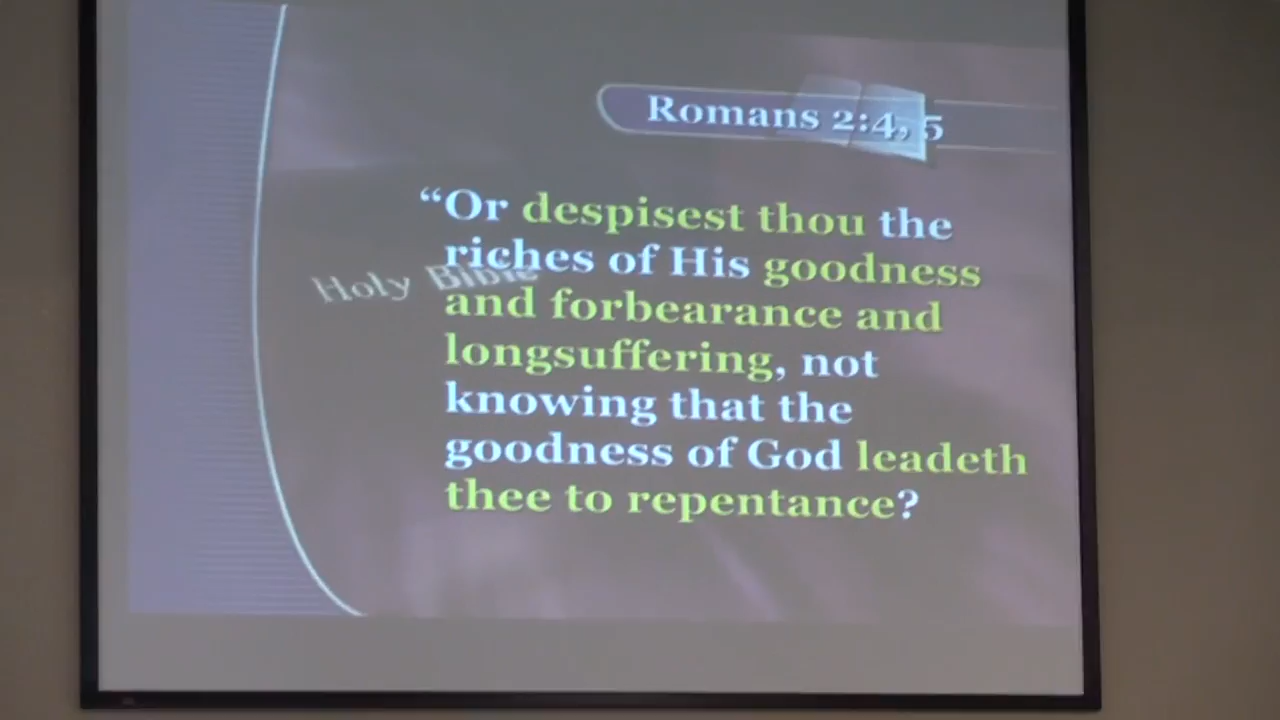 Romans 2:4, 5
“Or despisest thou the
riches of His goodness
Holy Bible
and forbearance and
longsuffering, not
knowing that the
goodness of God leadeth
thee to repentance?